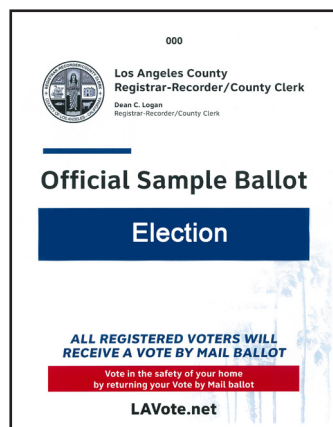 000
Los Angeles County
Registrar-Recorder/County Clerk
Dean C. Logan
Registrar-Recorder/County Clerk
Official Sample Ballot
Election
ALL REGISTERED VOTERS WILL
RECEIVE A VOTE BY MAIL BALLOT
Vote in the safety of your home
by returning your Vote by Mail ballot
LAVote.net